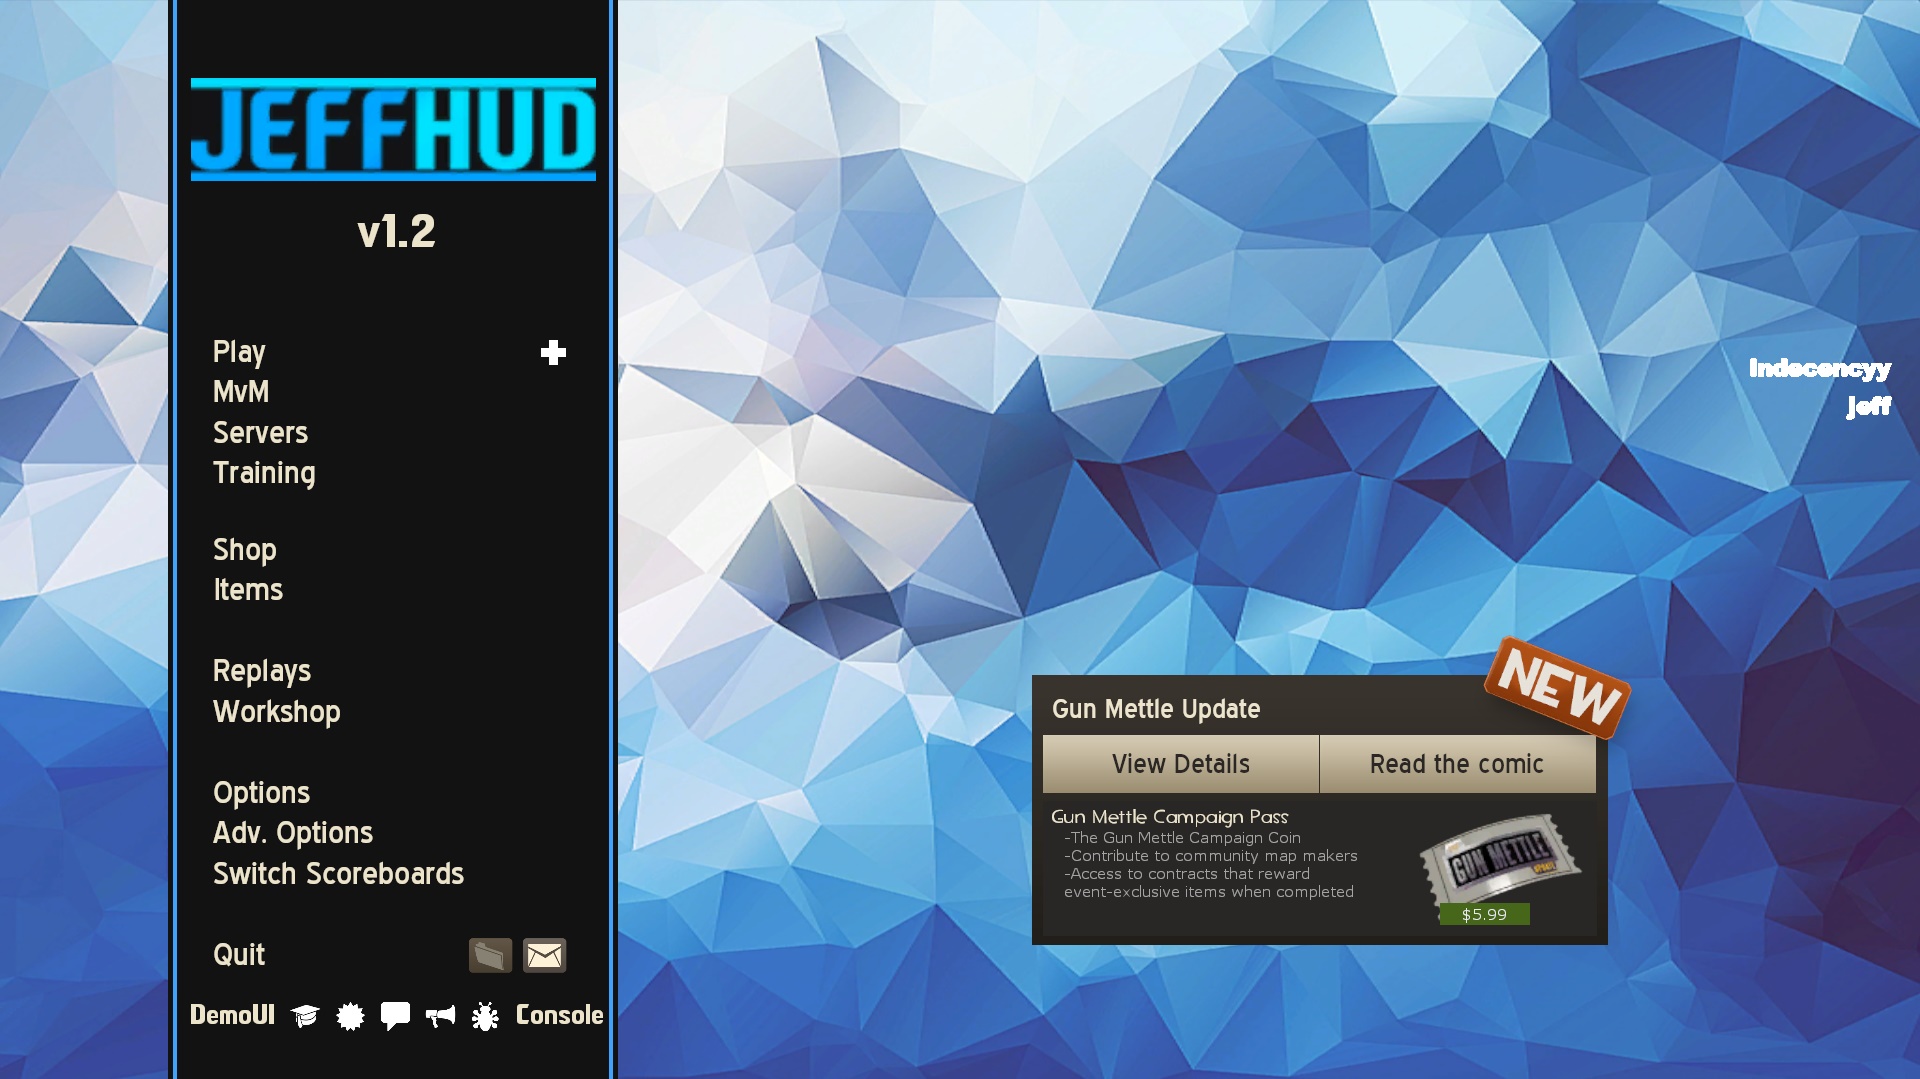 JEFFHUD
v1.2
Play
MvM
Servers
Training
Shop
Items
Replays
Workshop
Options
Adv. Options
Switch Scoreboards
Quit
DemoUI
Console
Indecencyy
Jeff
NEW
Gun Mettle Update
View Details
Read the comic
Gun Mettle Campaign Pass
-The Gun Mettle Campaign Coin
-Contribute to community map makers
-Access to contracts that reward
event-exclusive items when completed
GUN METTLE
$5.99